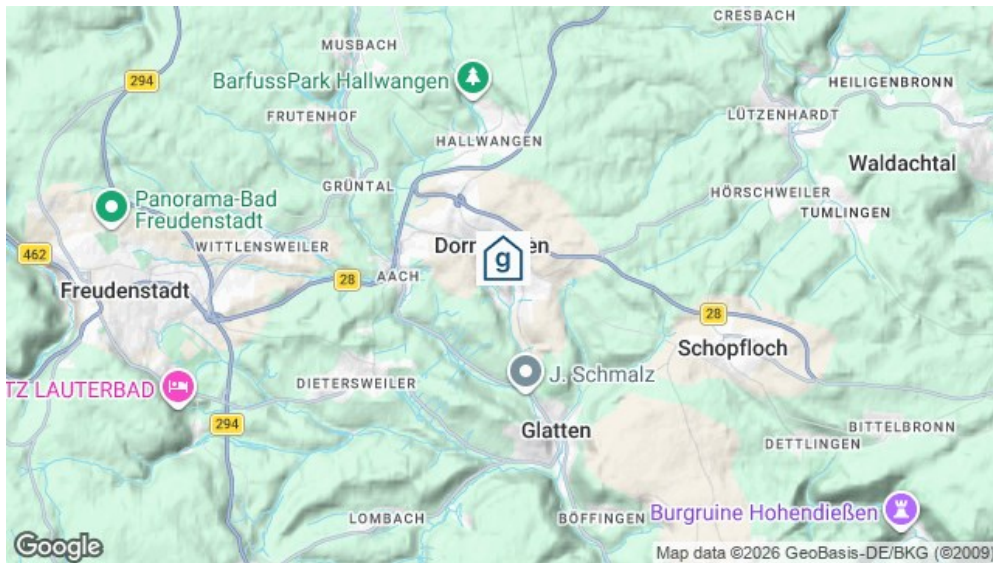 CRESBACH
MUSBACH
294
BarfussPark Hallwangen
HEILIGENBRONN
FRUTENHOF
LÜTZENHARDT
HALLWANGEN
Waldachtal
GRÜNTAL
Panorama-Bad
Freudenstadt
HÖRSCHWEILER
TUMLINGEN
WITTLENSWEILER
462
g
AACH
28
Freudenstadt
28
Schopfloch
J. Schmalz
TZ LAUTERBAD
DIETERSWEILER
294
Glatten
BITTELBRONN
DETTLINGEN
LOMBACH
BÖFFINGEN
Burgruine Hohendießen
Google
Map data ©2026 GeoBasis-DE/BKG (©2009)